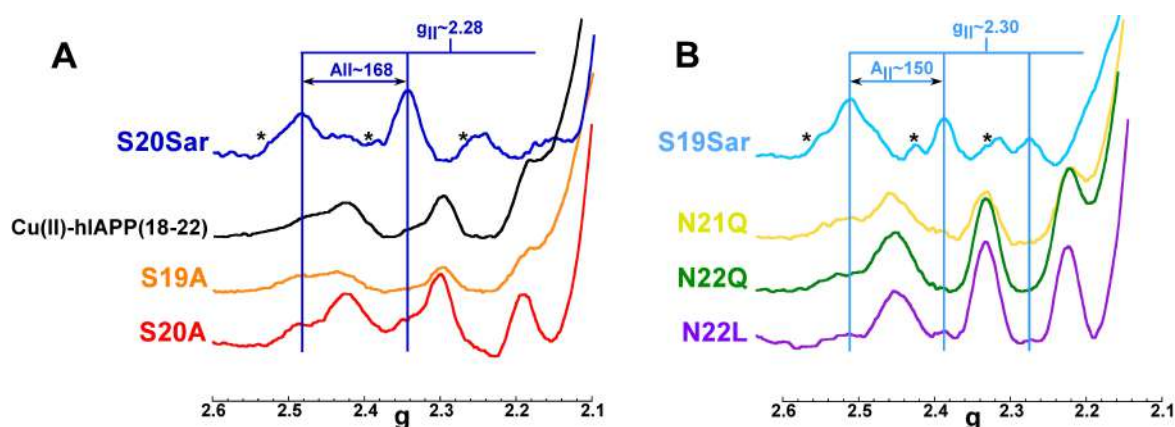 A
g||~2.28
A||~168
* * *
S20Sar
Cu(II)-hIAPP(18-22)
S19A
S20A
2.6 2.5 2.4 2.3 2.2 2.1
g
B
g||~2.30
A||~150
* * *
S19Sar
N21Q
N22Q
N22L
2.6 2.5 2.4 2.3 2.2 2.1
g